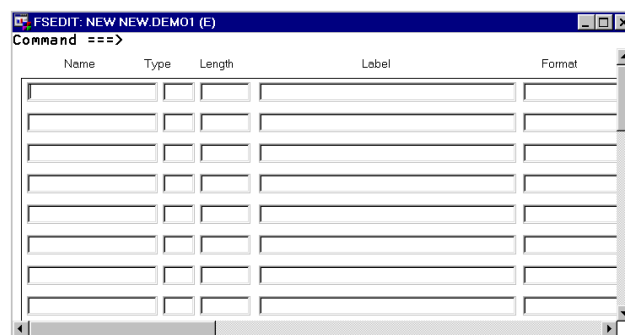 FSEDIT: NEW NEW.DEMO1 (E)
Command ===>
Name Type Length Label Format